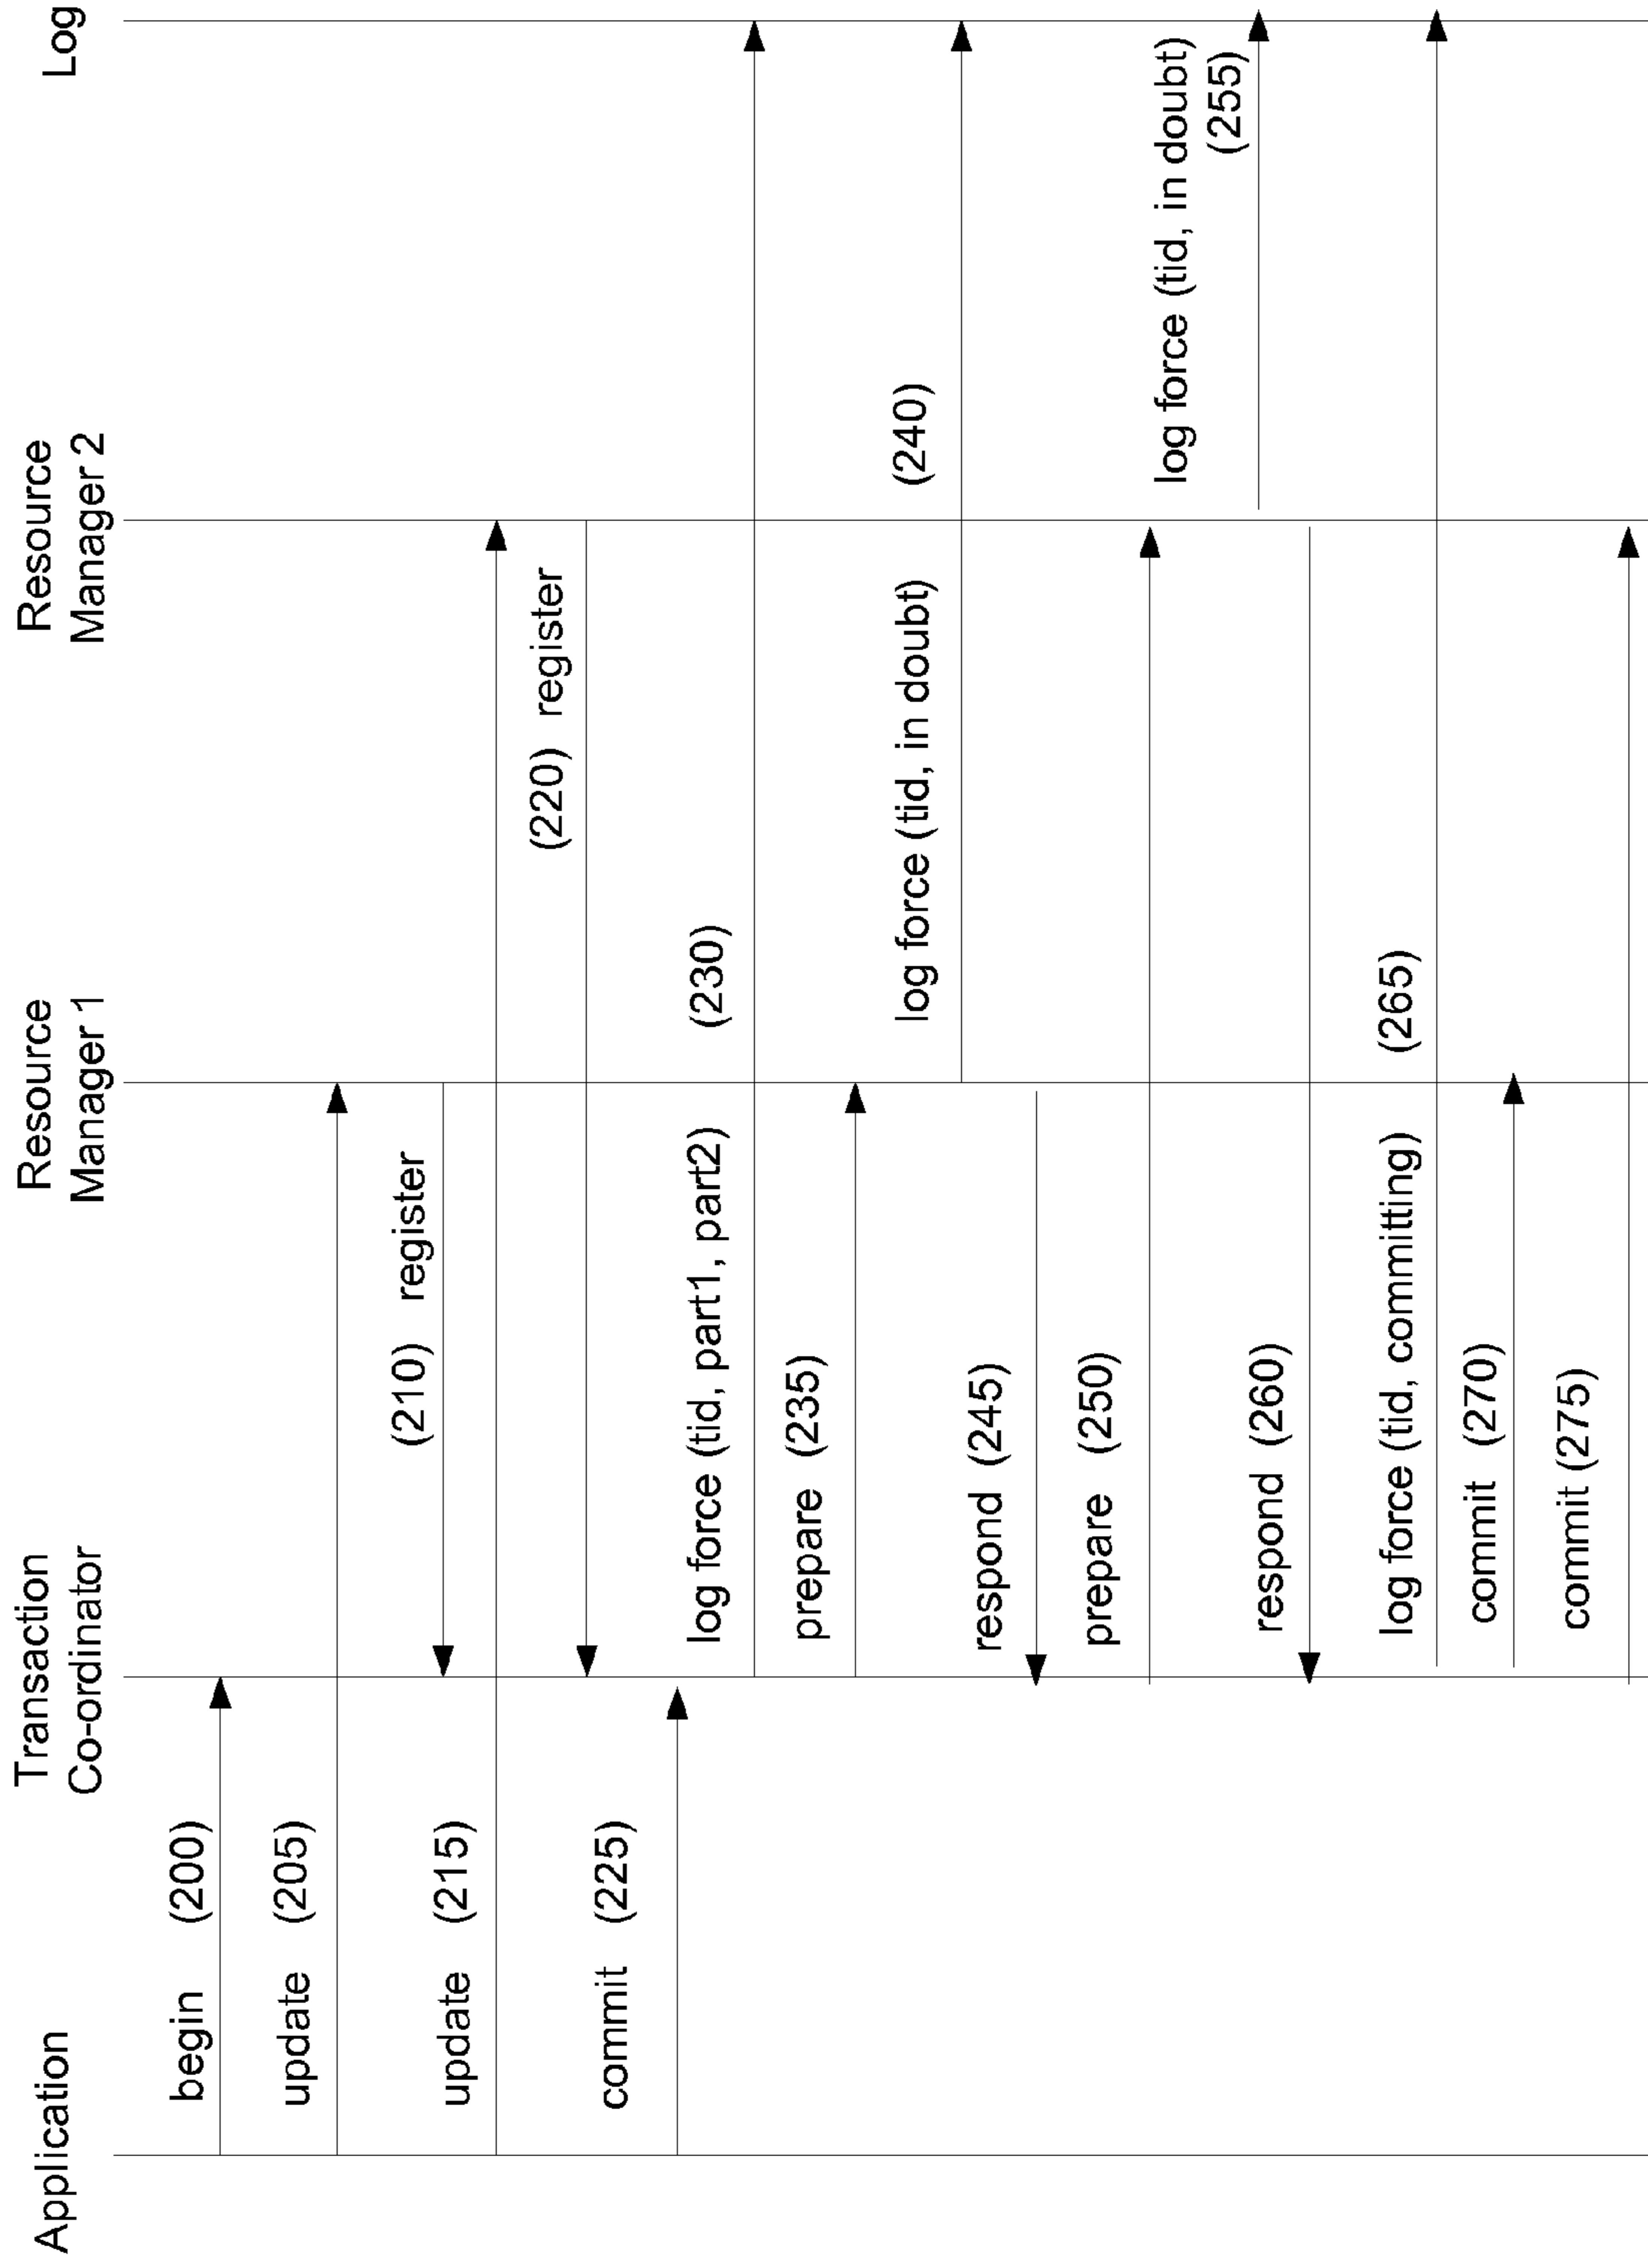 Application
Transaction
Co-ordinator
Resource
Manager 1
Resource
Manager 2
Log
begin (200)
update (205)
(210) register
update (215)
(220) register
commit (225)
log force (tid, part1, part2) (230)
prepare (235)
log force (tid, in doubt) (240)
respond (245)
prepare (250)
log force (tid, in doubt)
(255)
respond (260)
log force (tid, committing) (265)
commit (270)
commit (275)